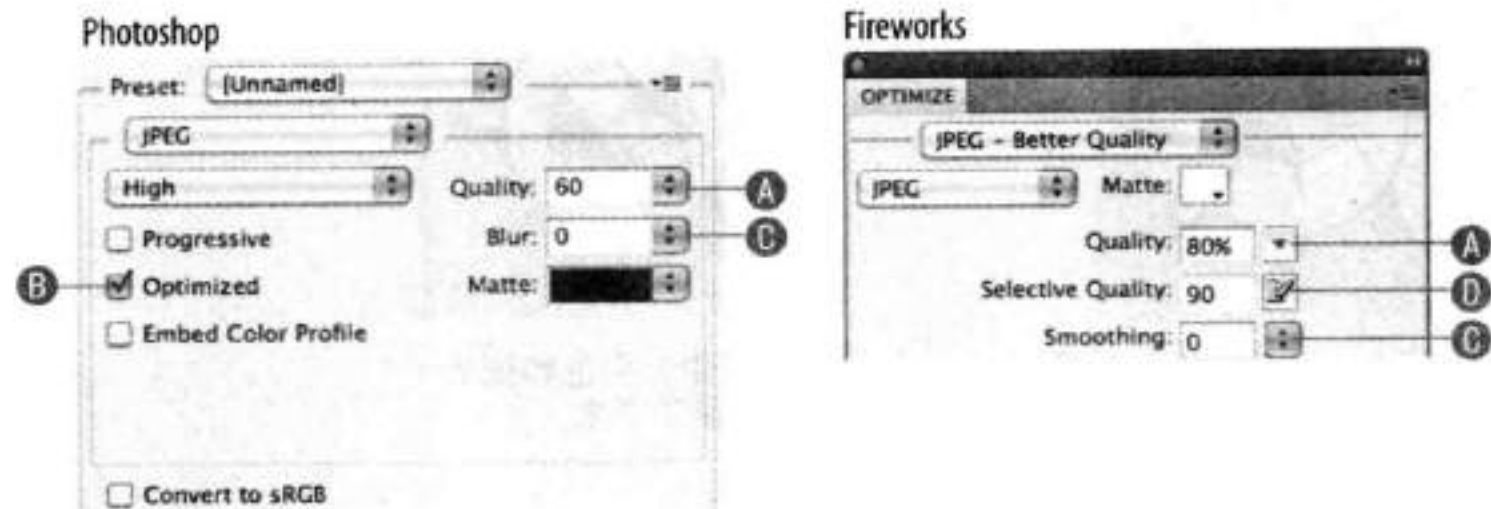 Photoshop
Preset: [Unnamed]
JPEG
High
Quality: 60
A
Progressive
Blur: 0
C
B
Optimized
Matte:
Embed Color Profile
Convert to sRGB
Fireworks
OPTIMIZE
JPEG - Better Quality
JPEG
Matte:
Quality: 80%
A
Selective Quality: 90
D
Smoothing: 0
C